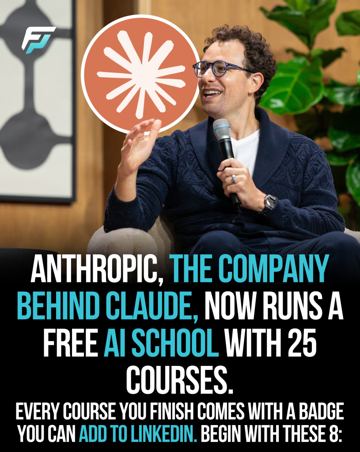 ANTHROPIC, THE COMPANY
BEHIND CLAUDE, NOW RUNS A
FREE AI SCHOOL WITH 25
COURSES.
EVERY COURSE YOU FINISH COMES WITH A BADGE
YOU CAN ADD TO LINKEDIN. BEGIN WITH THESE 8: